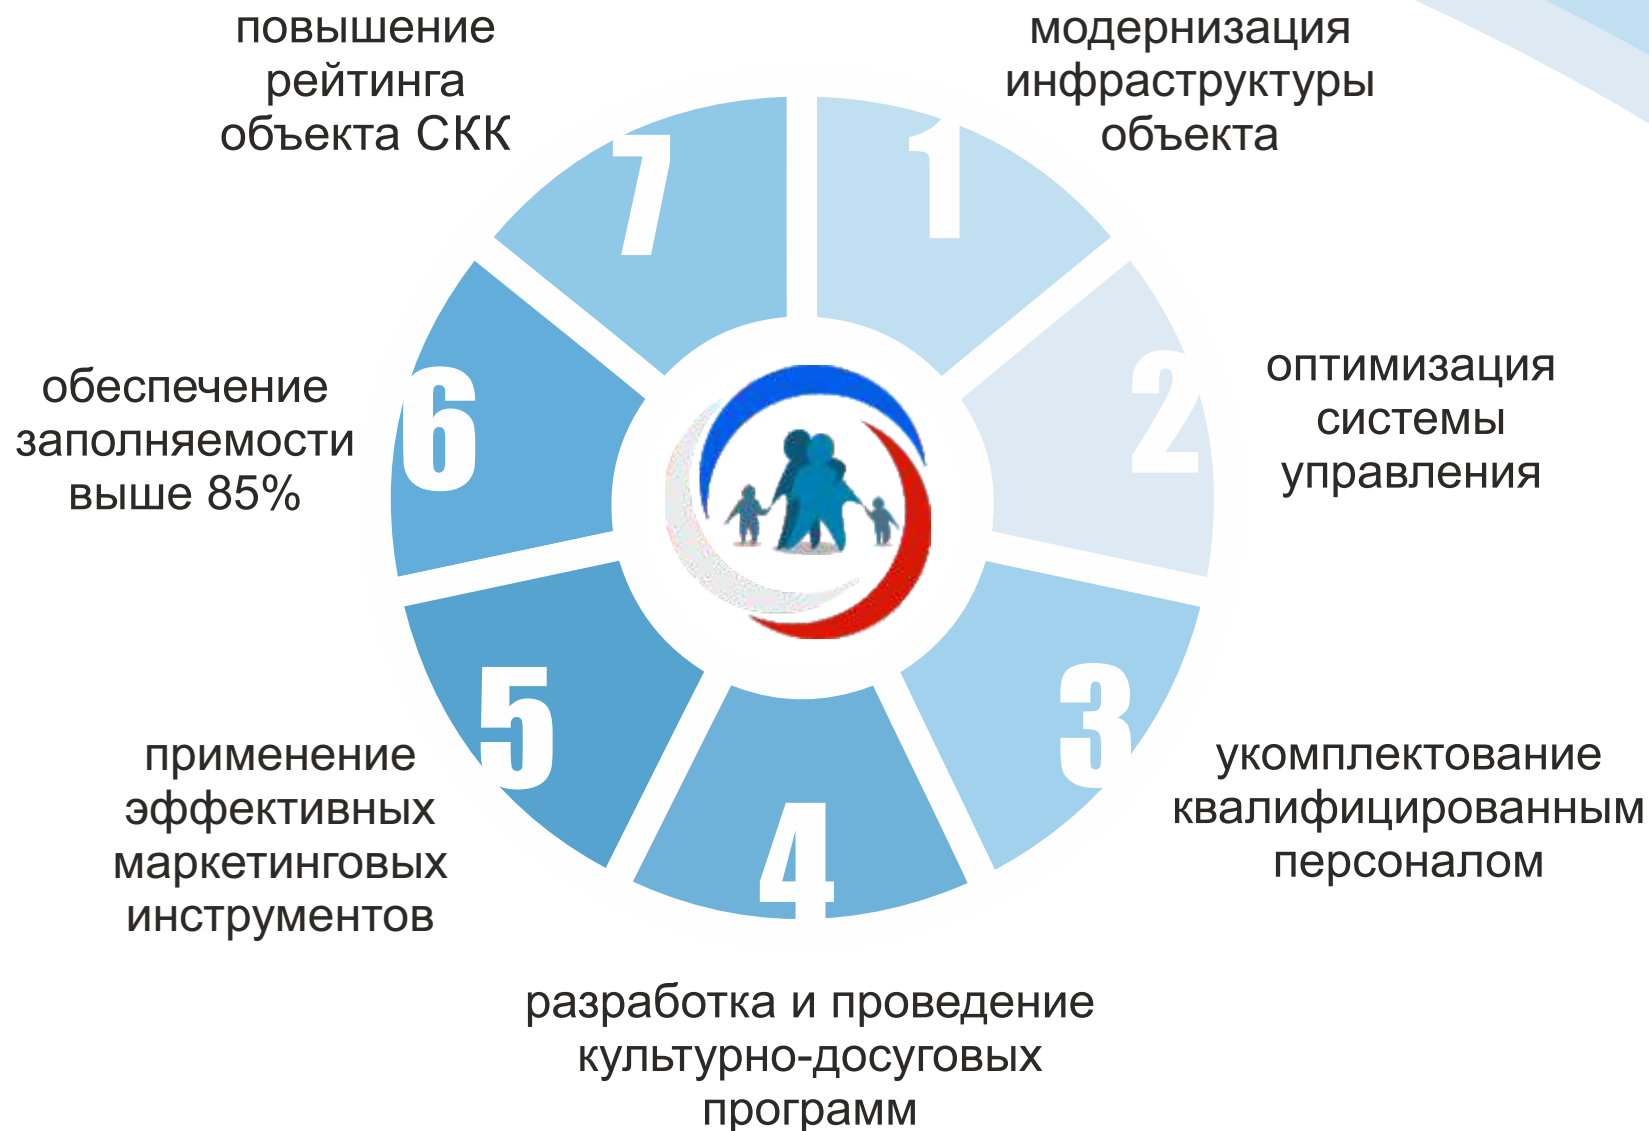 1
модернизация
инфраструктуры
объекта
2
оптимизация
системы
управления
3
укомплектование
квалифицированным
персоналом
4
разработка и проведение
культурно-досуговых
программ
5
применение
эффективных
маркетинговых
инструментов
6
обеспечение
заполняемости
выше 85%
7
повышение
рейтинга
объекта СКК